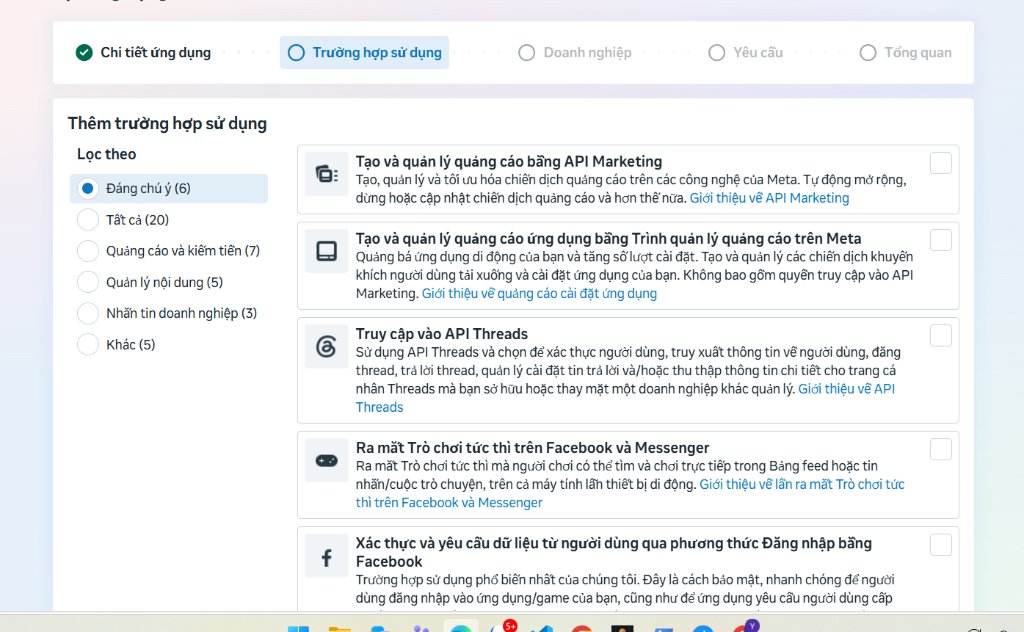 Chi tiết ứng dụng
Trường hợp sử dụng
Doanh nghiệp
Yêu cầu
Tổng quan
Thêm trường hợp sử dụng
Lọc theo
Đáng chú ý (6)
Tất cả (20)
Quảng cáo và kiếm tiền (7)
Quản lý nội dung (5)
Nhắn tin doanh nghiệp (3)
Khác (5)
Tạo và quản lý quảng cáo bằng API Marketing
Tạo, quản lý và tối ưu hóa chiến dịch quảng cáo trên các công nghệ của Meta. Tự động mở rộng,
dừng hoặc cập nhật chiến dịch quảng cáo và hơn thế nữa. Giới thiệu về API Marketing
Tạo và quản lý quảng cáo ứng dụng bằng Trình quản lý quảng cáo trên Meta
Quảng bá ứng dụng di động của bạn và tăng số lượt cài đặt. Tạo và quản lý các chiến dịch khuyến
khích người dùng tải xuống và cài đặt ứng dụng của bạn. Không bao gồm quyền truy cập vào API
Marketing. Giới thiệu về quảng cáo cài đặt ứng dụng
Truy cập vào API Threads
Sử dụng API Threads và chọn để xác thực người dùng, truy xuất thông tin về người dùng, đăng
thread, trả lời thread, quản lý cài đặt tin trả lời và/hoặc thu thập thông tin chi tiết cho trang cá
nhân Threads mà bạn sở hữu hoặc thay mặt một doanh nghiệp khác quản lý. Giới thiệu về API
Threads
Ra mắt Trò chơi tức thì trên Facebook và Messenger
Ra mắt Trò chơi tức thì mà người chơi có thể tìm và chơi trực tiếp trong Bảng feed hoặc tin
nhắn/cuộc trò chuyện, trên cả máy tính lẫn thiết bị di động. Giới thiệu về lần ra mắt Trò chơi tức
thì trên Facebook và Messenger
Xác thực và yêu cầu dữ liệu từ người dùng qua phương thức Đăng nhập bằng
Facebook
Trường hợp sử dụng phổ biến nhất của chúng tôi. Đây là cách bảo mật, nhanh chóng để người
dùng đăng nhập vào ứng dụng/game của bạn, cũng như để ứng dụng yêu cầu người dùng cấp
5+
Y